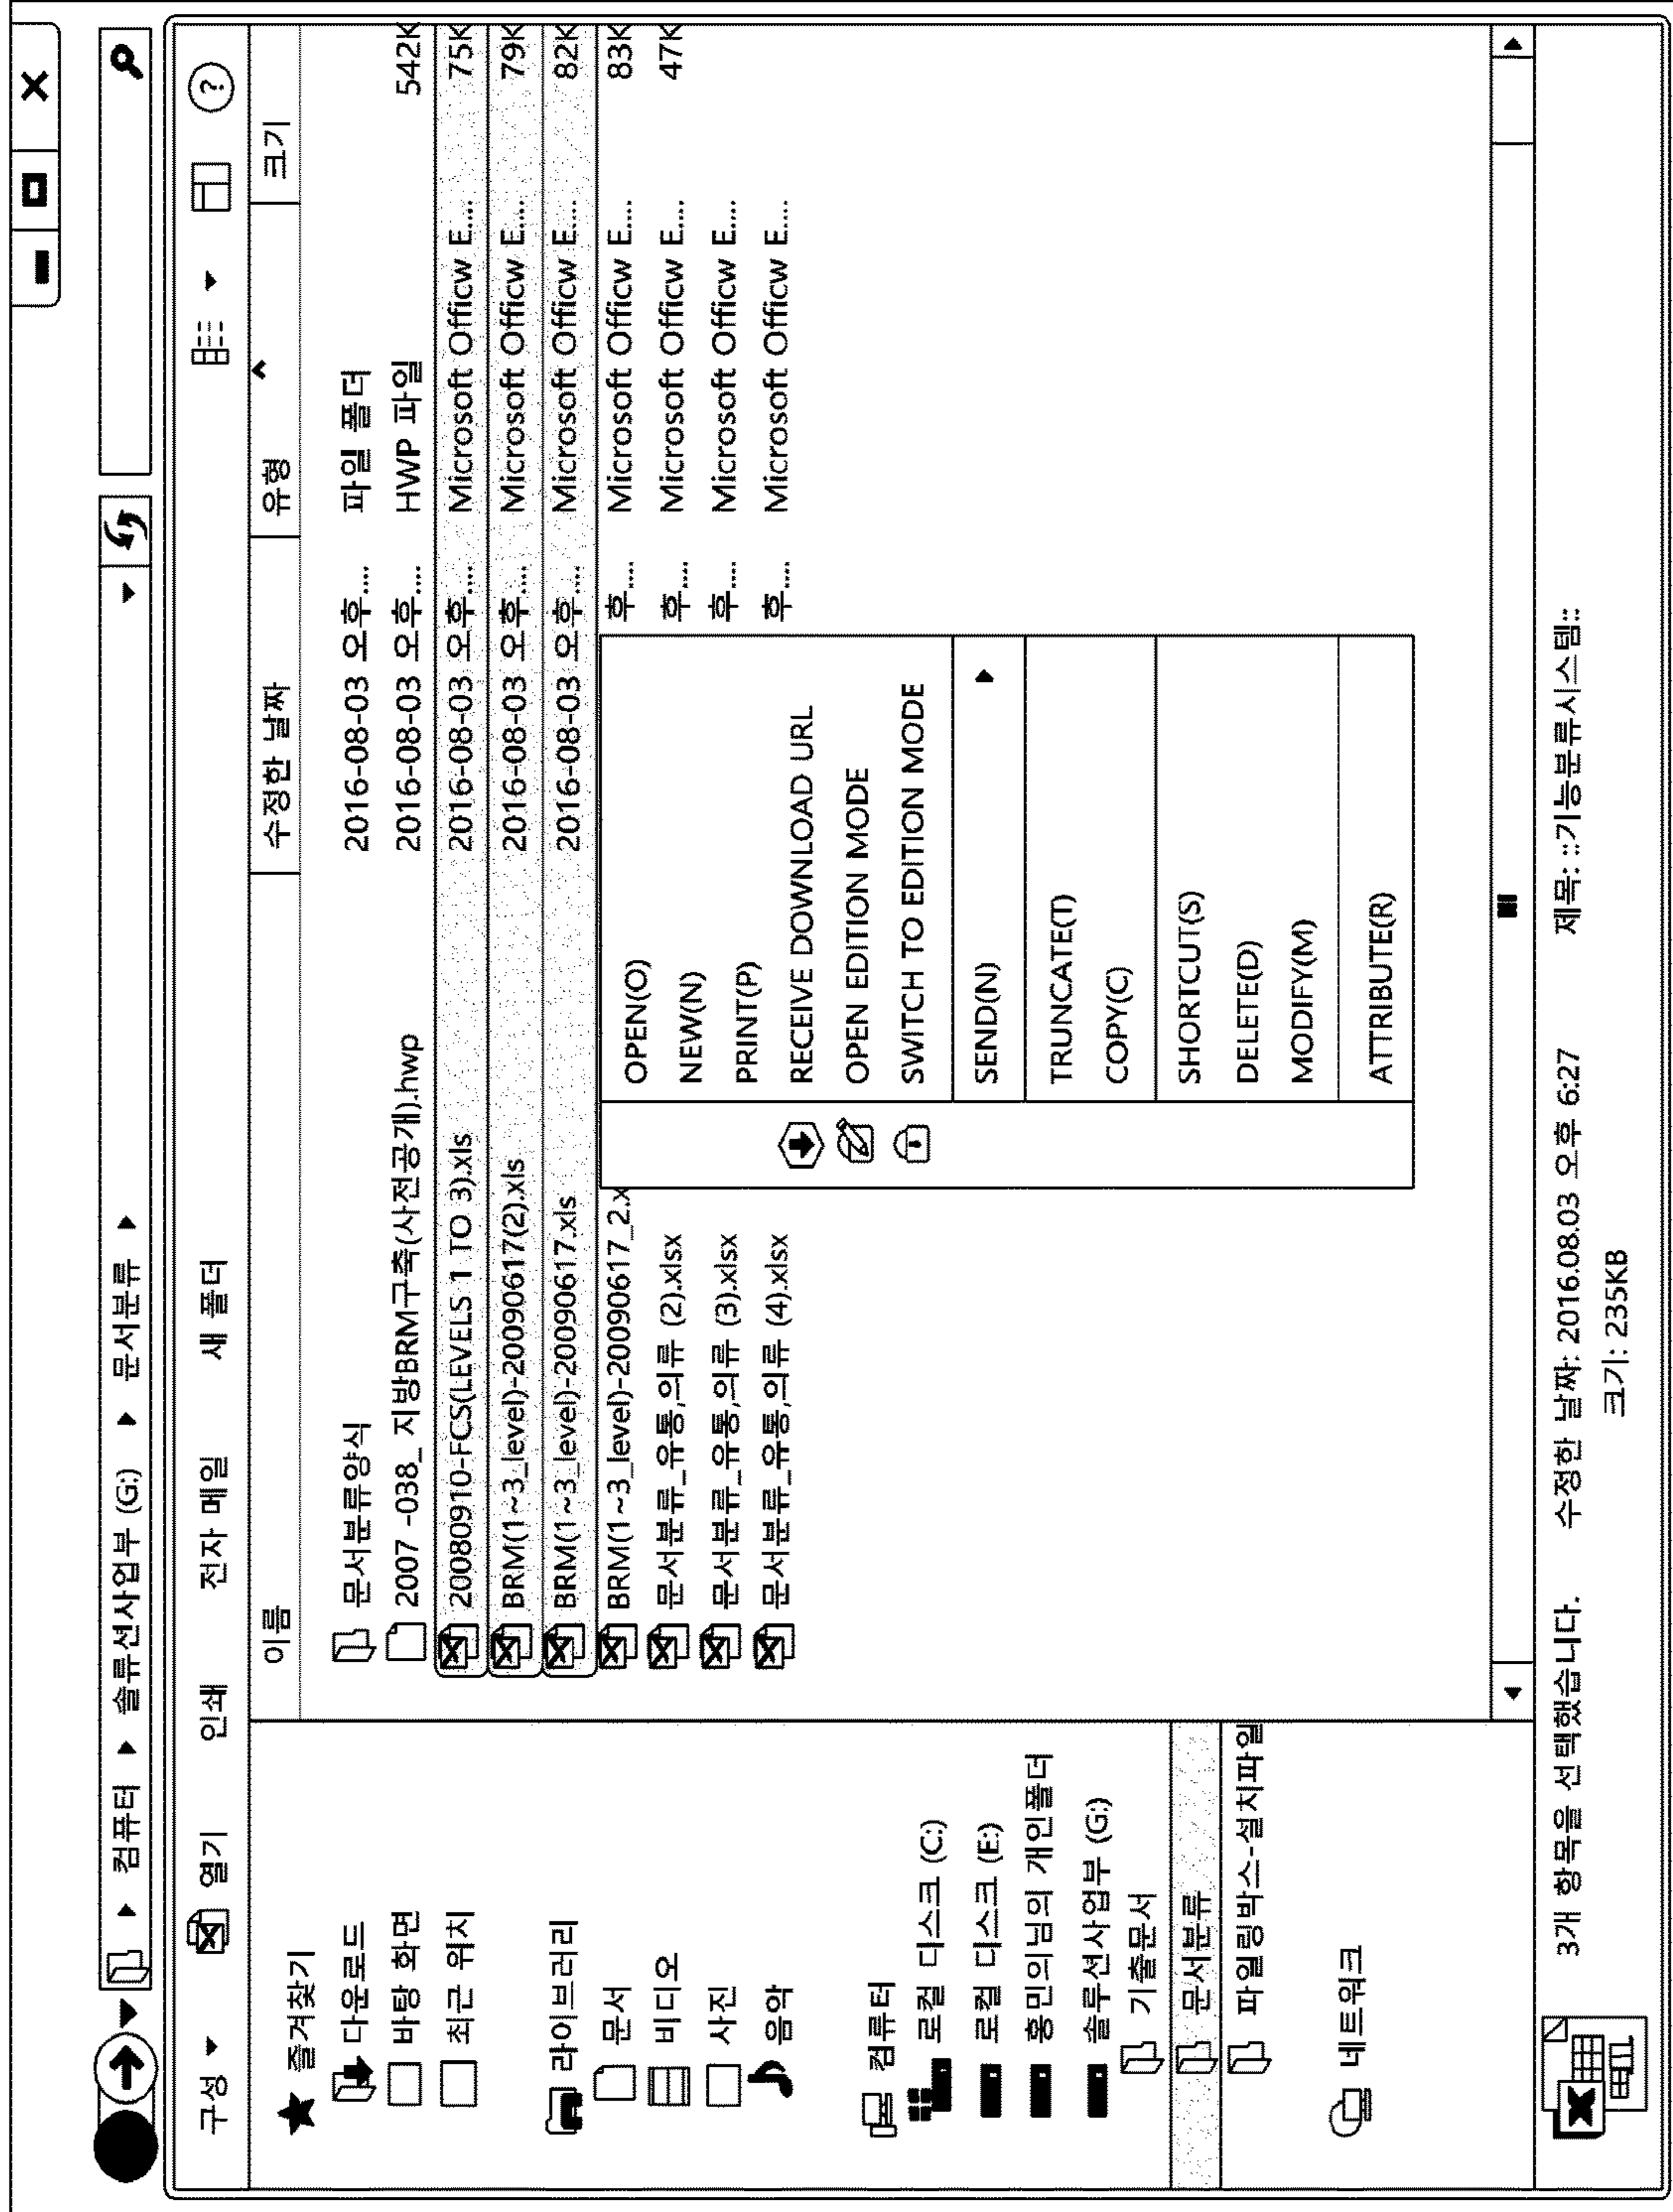 컴퓨터 솔류션사업부 (G:) 문서분류
구성 열기 인쇄 전자 메일 새 폴더 ?
즐겨찾기
다운로드
바탕 화면
최근 위치
라이브러리
문서
비디오
사진
음악
컴류터
로컬 디스크 (C:)
로컬 디스크 (E:)
홍민의님의 개인폴더
솔루션사업부 (G:)
기출문서
문서분류
파일링박스-설치파일
네트워크
이름 수정한 날짜 유형 크기
문서분류양식 2016-08-03 오후.... 파일 폴더
2007 -038_ 지방BRM구축(사전공개).hwp 2016-08-03 오후.... HWP 파일 542K
20080910-FCS(LEVELS 1 TO 3).xls 2016-08-03 오후.... Microsoft Officw E.... 75K
BRM(1~3_level)-20090617(2).xls 2016-08-03 오후.... Microsoft Officw E.... 79K
BRM(1~3_level)-20090617.xls 2016-08-03 오후.... Microsoft Officw E.... 82K
BRM(1~3_level)-20090617_2.x 후.... Microsoft Officw E.... 83K
문서분류_유통,의류 (2).xlsx 후.... Microsoft Officw E.... 47K
문서분류_유통,의류 (3).xlsx 후.... Microsoft Officw E....
문서분류_유통,의류 (4).xlsx 후.... Microsoft Officw E....
OPEN(O)
NEW(N)
PRINT(P)
RECEIVE DOWNLOAD URL
OPEN EDITION MODE
SWITCH TO EDITION MODE
SEND(N)
TRUNCATE(T)
COPY(C)
SHORTCUT(S)
DELETE(D)
MODIFY(M)
ATTRIBUTE(R)
3개 항목을 선택했습니다. 수정한 날짜: 2016.08.03 오후 6:27 제목: ::기능분류시스템::
크기: 235KB